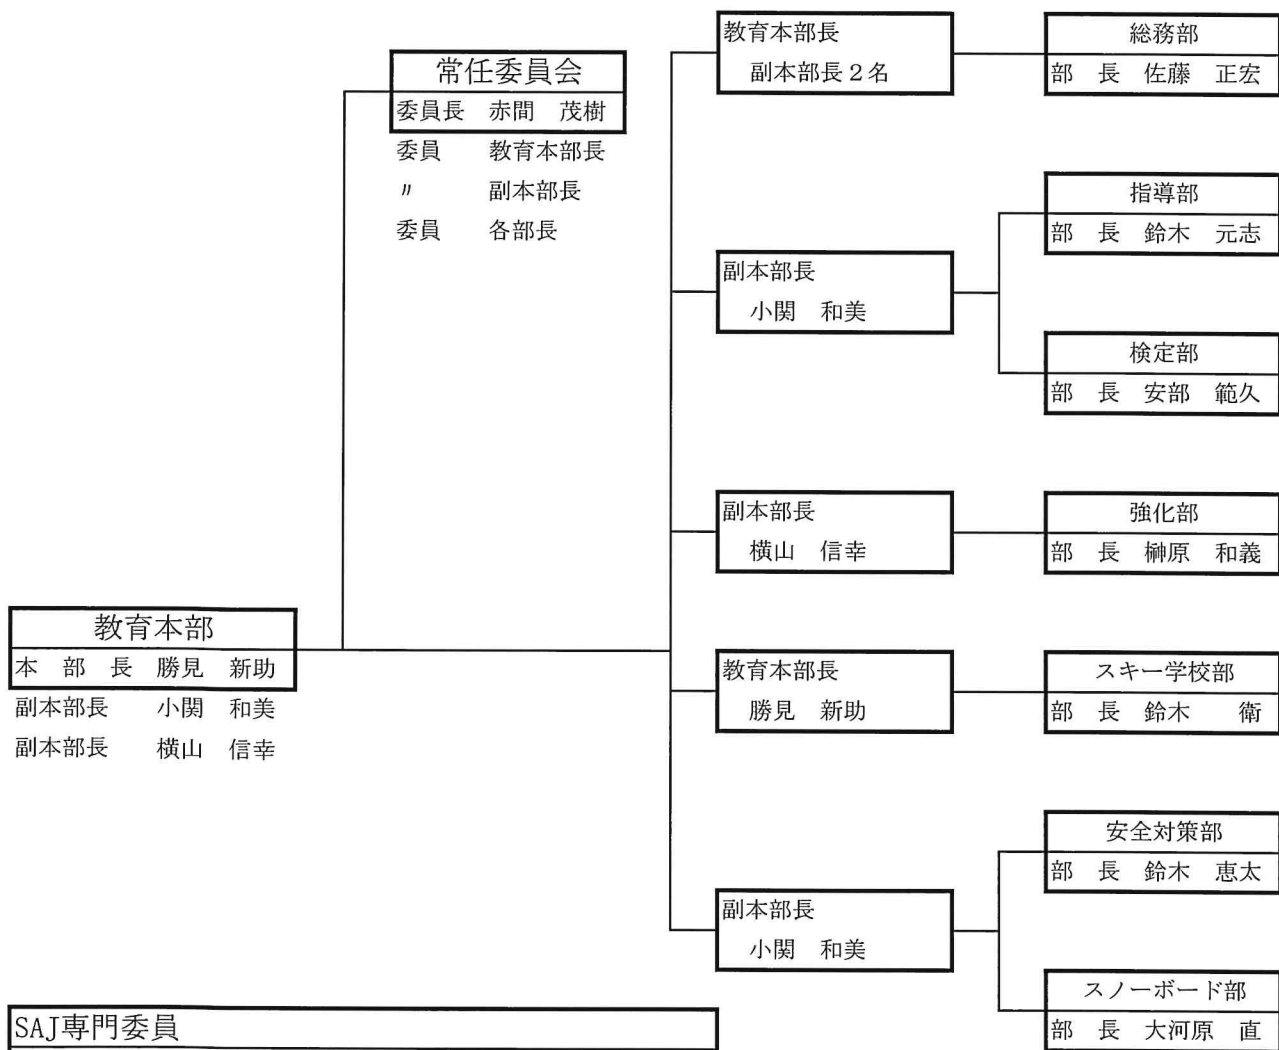 常任委員会
委員長　赤間　茂樹
委員　　教育本部長
〃　　　副本部長
委員　　各部長
教育本部
本　部　長　勝見　新助
副本部長　　小関　和美
副本部長　　横山　信幸
教育本部長
副本部長２名
総務部
部　長　佐藤　正宏
副本部長
小関　和美
指導部
部　長　鈴木　元志
検定部
部　長　安部　範久
副本部長
横山　信幸
強化部
部　長　榊原　和義
教育本部長
勝見　新助
スキー学校部
部　長　鈴木　　衛
副本部長
小関　和美
安全対策部
部　長　鈴木　恵太
スノーボード部
部　長　大河原　直
SAJ専門委員